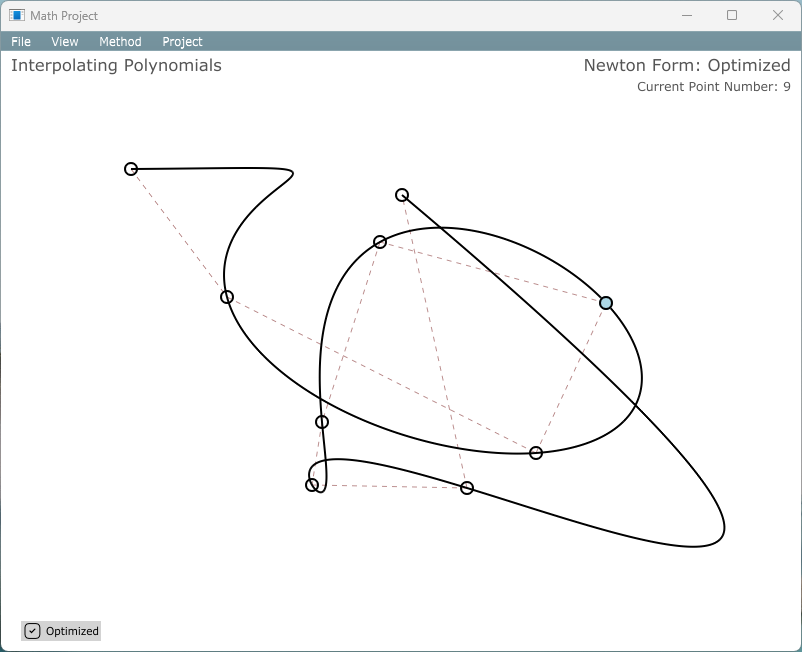 Math Project
File View Method Project
Interpolating Polynomials
Newton Form: Optimized
Current Point Number: 9
Optimized